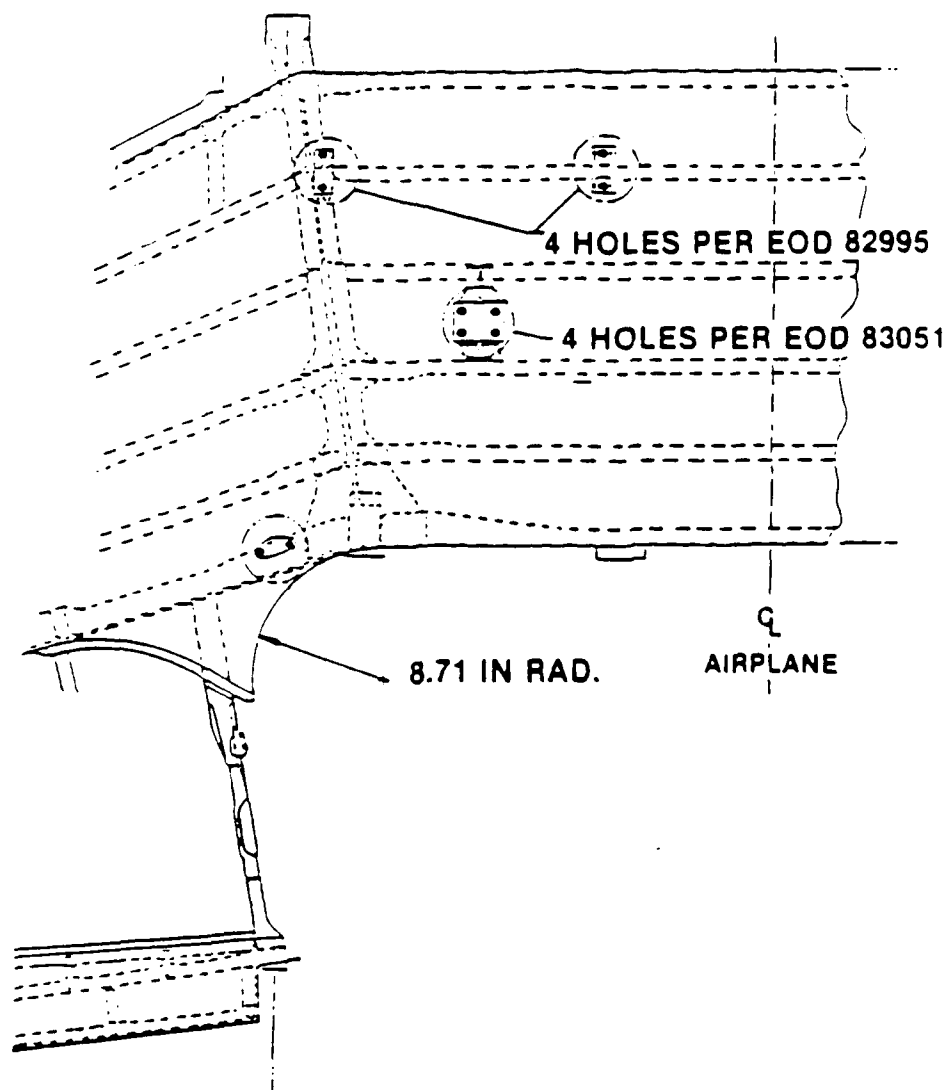 4 HOLES PER EOD 82995
4 HOLES PER EOD 83051
8.71 IN RAD.
℄
AIRPLANE